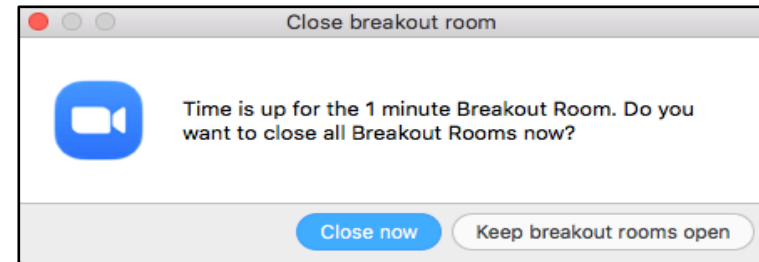 Close breakout room
Time is up for the 1 minute Breakout Room. Do you
want to close all Breakout Rooms now?
Close now
Keep breakout rooms open